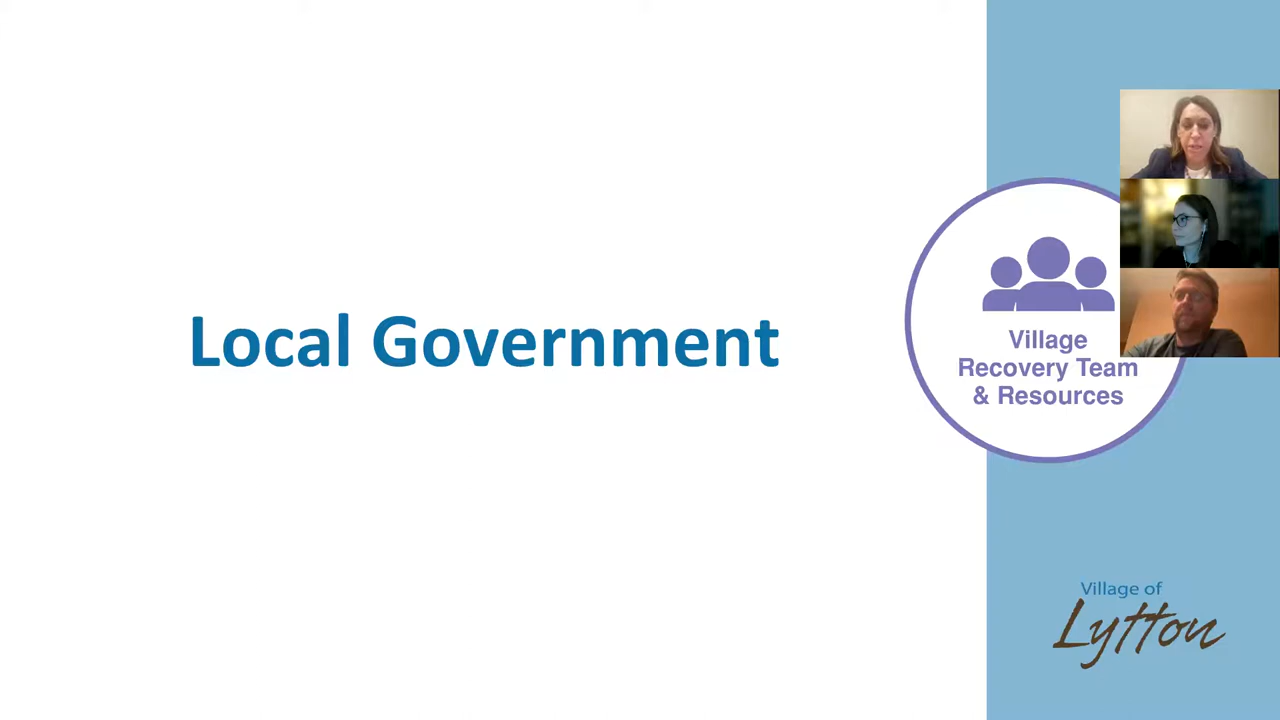 Local Government
Village
Recovery Team
& Resources
Village of
Lytton